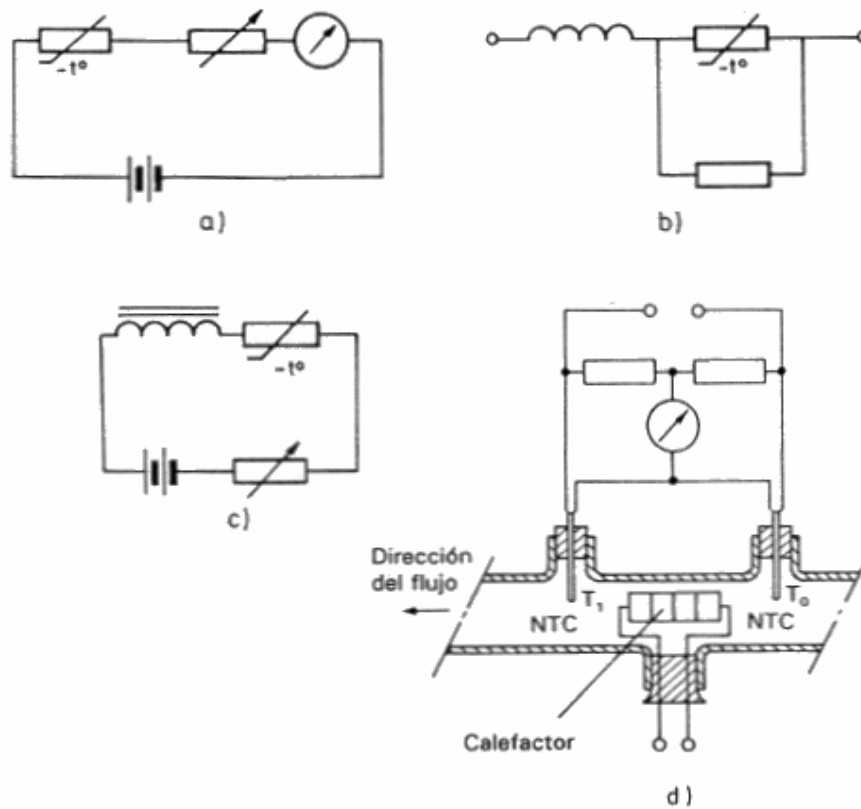 -t°
a)
-t°
b)
-t°
c)
Dirección
del flujo
T₁
NTC
T₀
NTC
Calefactor
d)